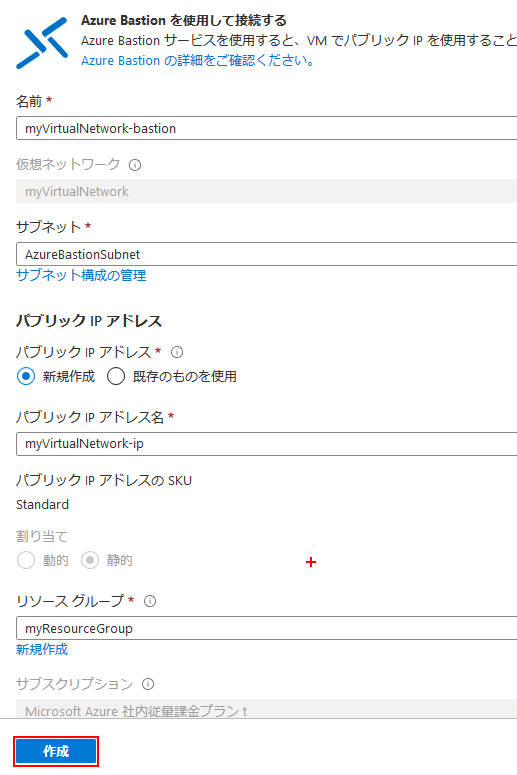 Azure Bastion を使用して接続する
Azure Bastion サービスを使用すると、VM でパブリック IP を使用すること
Azure Bastion の詳細をご確認ください。
名前 *
myVirtualNetwork-bastion
仮想ネットワーク
myVirtualNetwork
サブネット *
AzureBastionSubnet
サブネット構成の管理
パブリック IP アドレス
パブリック IP アドレス *
新規作成 既存のものを使用
パブリック IP アドレス名 *
myVirtualNetwork-ip
パブリック IP アドレスの SKU
Standard
割り当て
動的 静的
リソース グループ *
myResourceGroup
新規作成
サブスクリプション
Microsoft Azure 社内従量課金プラン t
作成